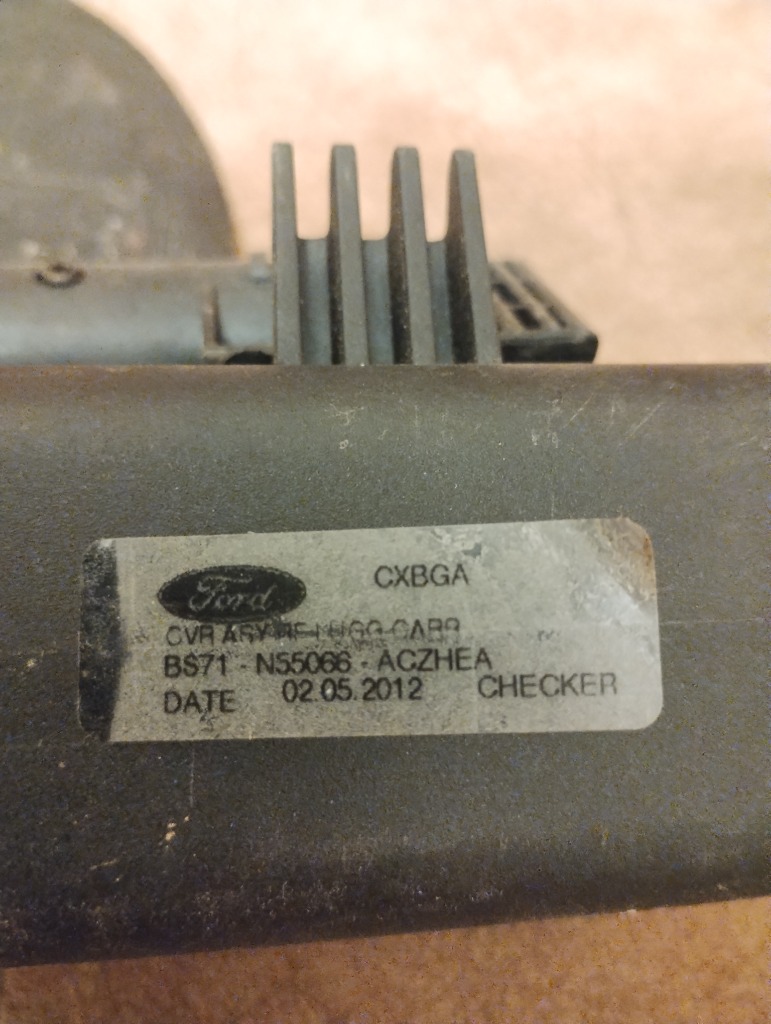 Ford
CXBGA
CVR ASY
BS71 - N55066 - ACZHEA
DATE 02.05.2012 CHECKER